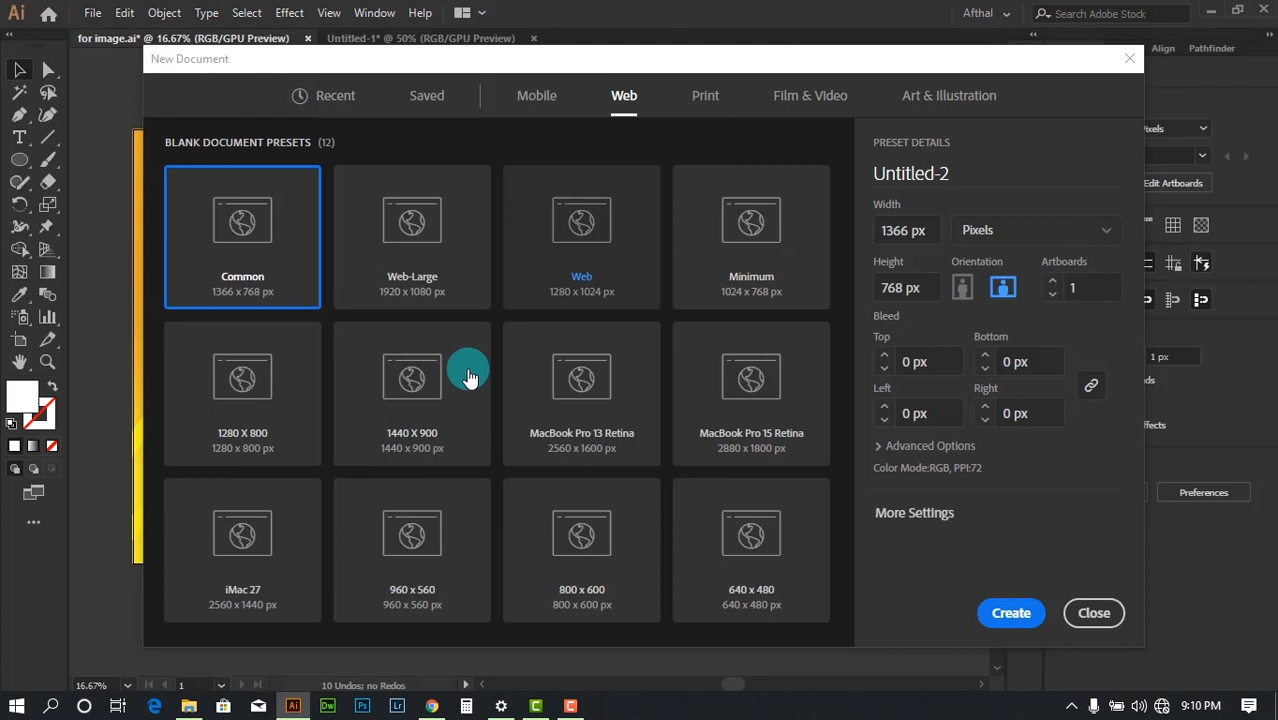 Ai File Edit Object Type Select Effect View Window Help Afthal Search Adobe Stock
for image.ai* @ 16.67% (RGB/GPU Preview) × Untitled-1* @ 50% (RGB/GPU Preview) ×
New Document
Align Pathfinder
Recent Saved Mobile Web Print Film & Video Art & Illustration
BLANK DOCUMENT PRESETS (12)
Common
1366 x 768 px
Web-Large
1920 x 1080 px
Web
1280 x 1024 px
Minimum
1024 x 768 px
1280 X 800
1280 x 800 px
1440 X 900
1440 x 900 px
MacBook Pro 13 Retina
2560 x 1600 px
MacBook Pro 15 Retina
2880 x 1800 px
iMac 27
2560 x 1440 px
960 x 560
960 x 560 px
800 x 600
800 x 600 px
640 x 480
640 x 480 px
PRESET DETAILS
Untitled-2
Width
1366 px Pixels
Height Orientation Artboards
768 px 1
Bleed
Top Bottom
0 px 0 px
Left Right
0 px 0 px
Advanced Options
Color Mode:RGB, PPI:72
More Settings
Create Close
Edit Artboards
1 px
Preferences
16.67% 1 10 Undos; no Redos
Ai Dw Ps Lr C C 9:10 PM